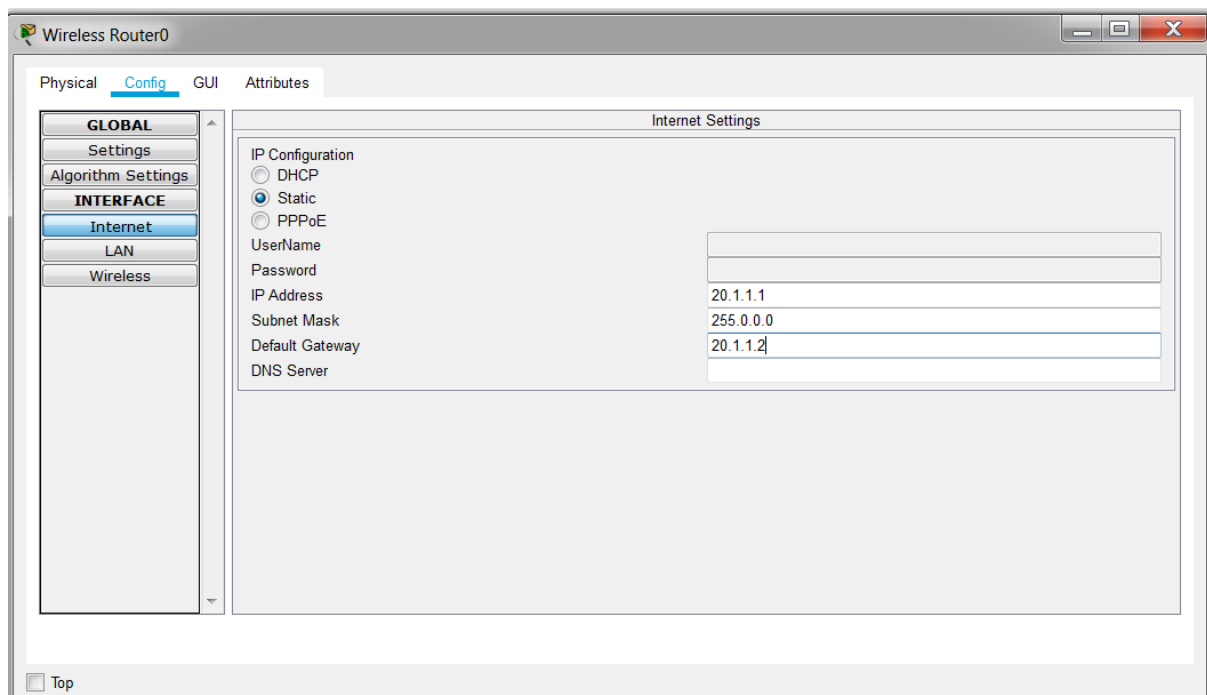 Wireless Router0
Physical Config GUI Attributes
GLOBAL
Settings
Algorithm Settings
INTERFACE
Internet
LAN
Wireless
Internet Settings
IP Configuration
DHCP
Static
PPPoE
UserName
Password
IP Address 20.1.1.1
Subnet Mask 255.0.0.0
Default Gateway 20.1.1.2
DNS Server
Top